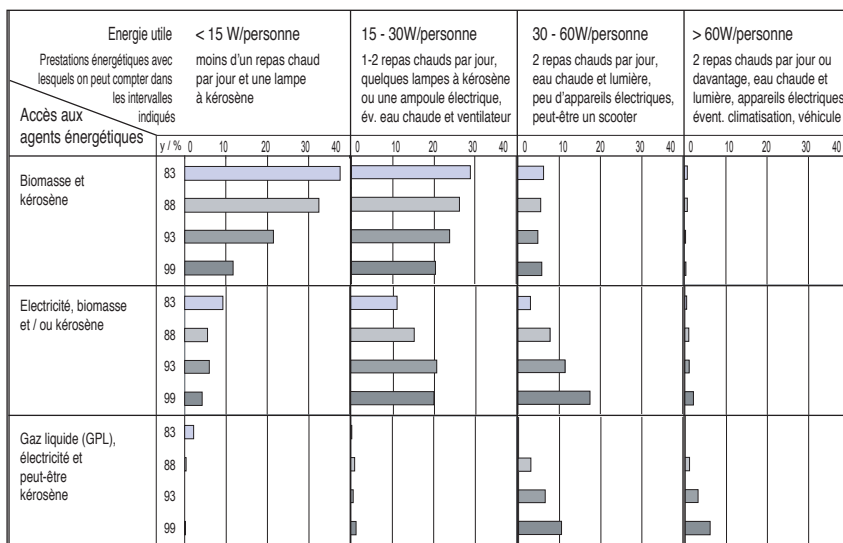 Energie utile
Prestations énergétiques avec
lesquels on peut compter dans
les intervalles
indiqués
Accès aux
agents énergétiques
< 15 W/personne
moins d'un repas chaud
par jour et une lampe
à kérosène
15 - 30W/personne
1-2 repas chauds par jour,
quelques lampes à kérosène
ou une ampoule électrique,
év. eau chaude et ventilateur
30 - 60W/personne
2 repas chauds par jour,
eau chaude et lumière,
peu d'appareils électriques,
peut-être un scooter
> 60W/personne
2 repas chauds par jour ou
davantage, eau chaude et
lumière, appareils électriques
évent. climatisation, véhicule
y / % 0 10 20 30 40 0 10 20 30 40 0 10 20 30 40 0 10 20 30 40
Biomasse et
kérosène
83
88
93
99
Electricité, biomasse
et / ou kérosène
83
88
93
99
Gaz liquide (GPL),
électricité et
peut-être
kérosène
83
88
93
99